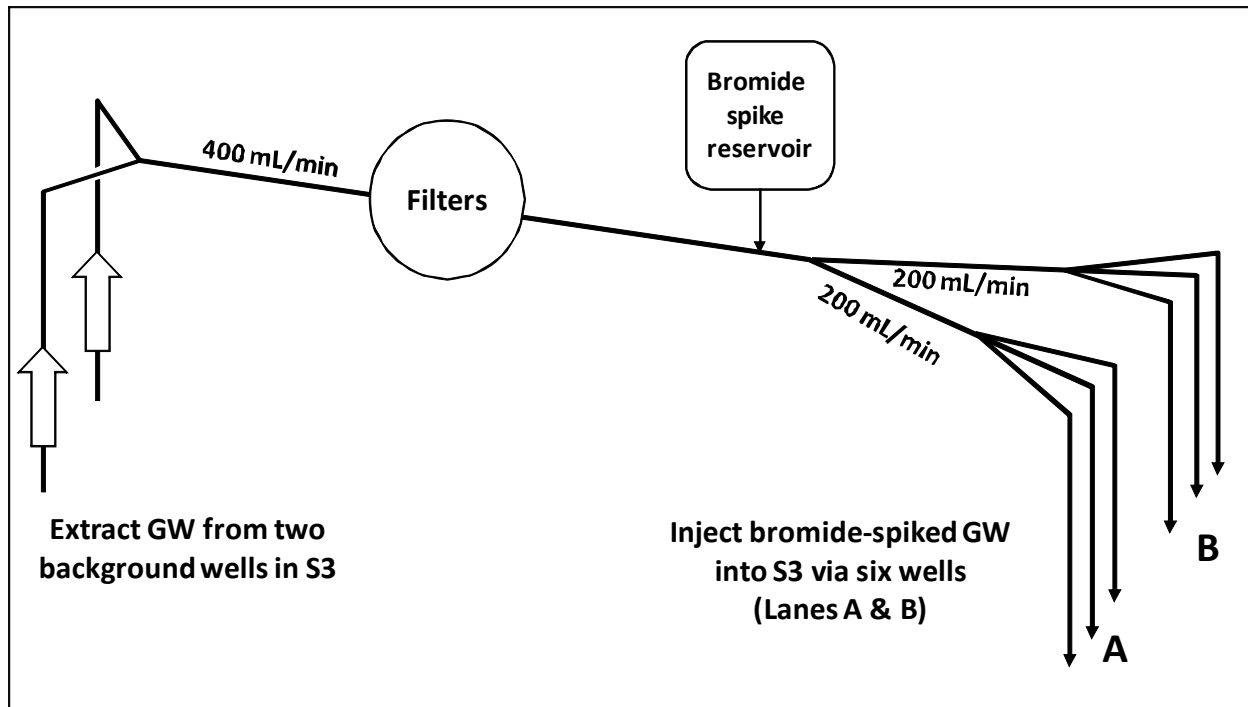 Bromide
spike
reservoir
400 mL/min
Filters
200 mL/min
200 mL/min
Extract GW from two
background wells in S3
Inject bromide-spiked GW
into S3 via six wells
(Lanes A & B)
B
A